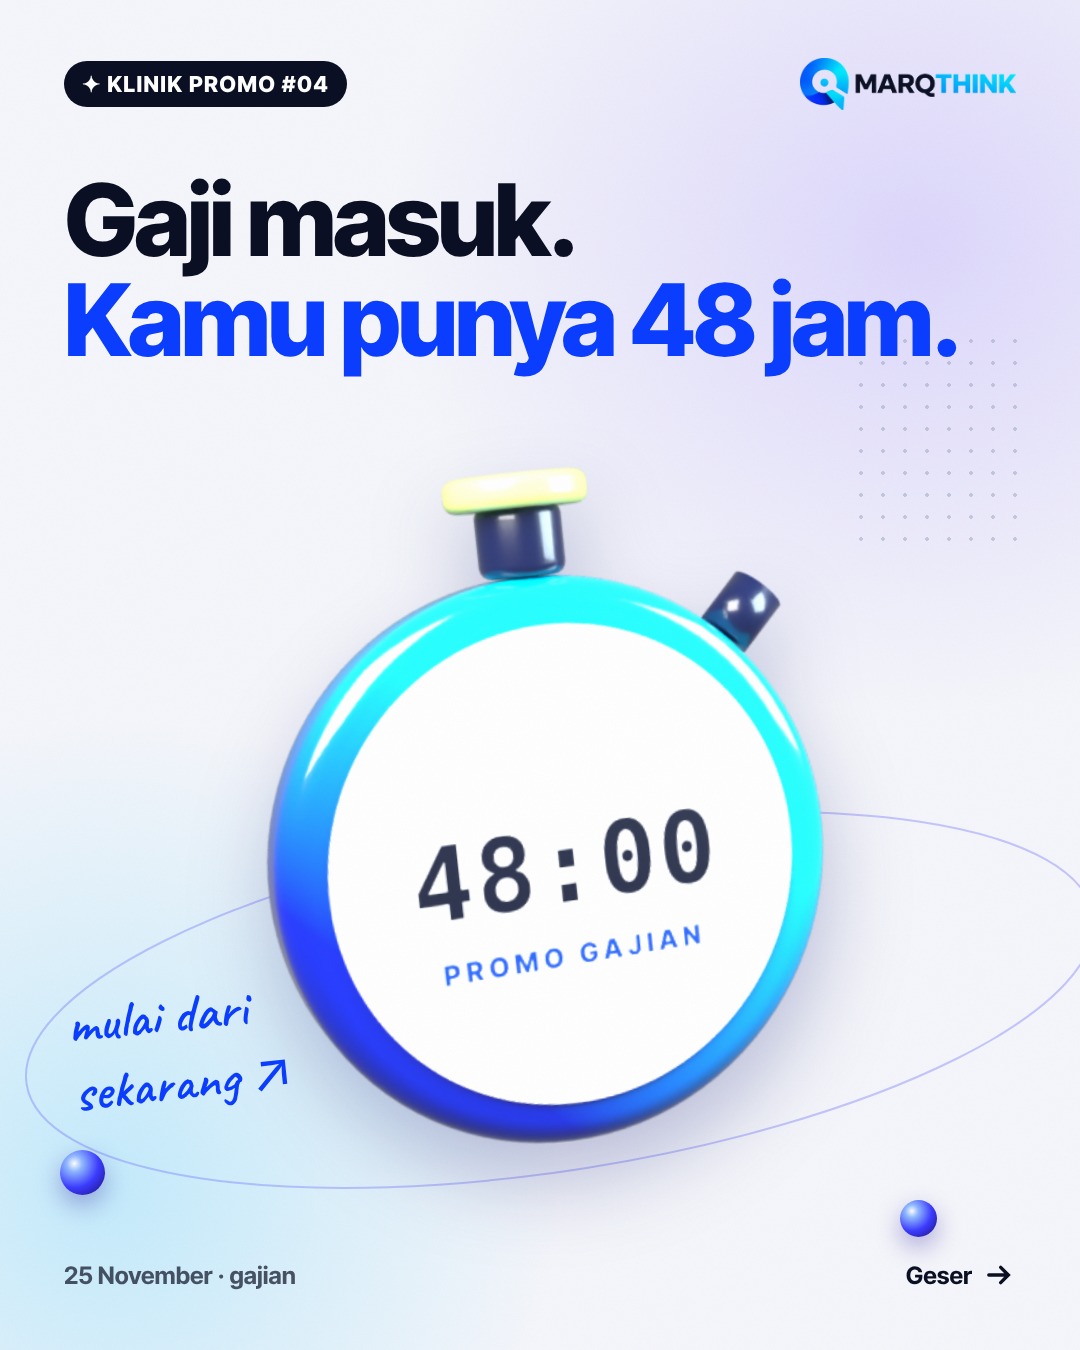 ✦ KLINIK PROMO #04
MARQTHINK
Gaji masuk.
Kamu punya 48 jam.
48:00
PROMO GAJIAN
mulai dari
sekarang ↗
25 November · gajian
Geser →